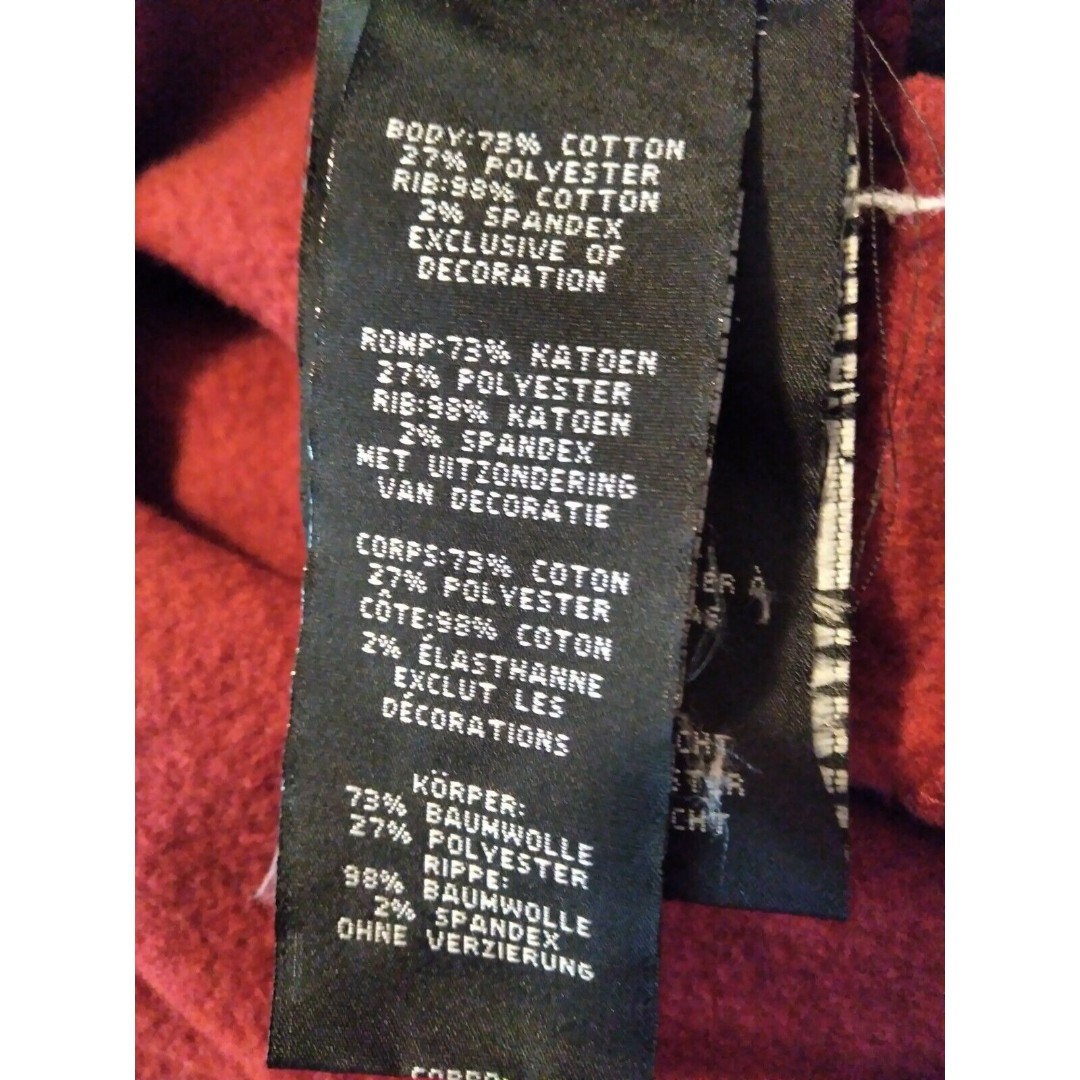 BODY:73% COTTON
27% POLYESTER
RIB:98% COTTON
2% SPANDEX
EXCLUSIVE OF
DECORATION
ROMP:73% KATOEN
27% POLYESTER
RIB:98% KATOEN
2% SPANDEX
MET UITZONDERING
VAN DECORATIE
CORPS:73% COTON
27% POLYESTER
CÔTE:98% COTON
2% ÉLASTHANNE
EXCLUT LES
DÉCORATIONS
KÖRPER:
73% BAUMWOLLE
27% POLYESTER
RIPPE:
98% BAUMWOLLE
2% SPANDEX
OHNE VERZIERUNG